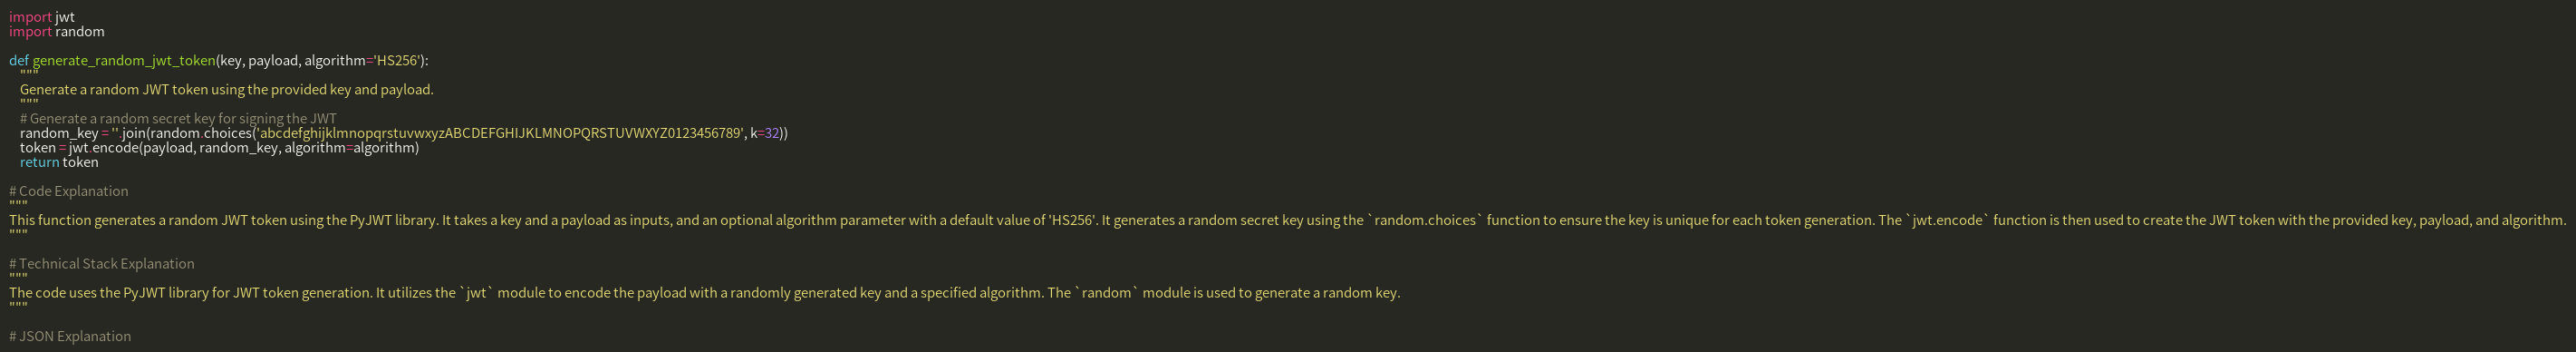 import jwt
import random
def generate_random_jwt_token(key, payload, algorithm='HS256'):
"""
Generate a random JWT token using the provided key and payload.
"""
# Generate a random secret key for signing the JWT
random_key = ''.join(random.choices('abcdefghijklmnopqrstuvwxyzABCDEFGHIJKLMNOPQRSTUVWXYZ0123456789', k=32))
token = jwt.encode(payload, random_key, algorithm=algorithm)
return token
# Code Explanation
"""
This function generates a random JWT token using the PyJWT library. It takes a key and a payload as inputs, and an optional algorithm parameter with a default value of 'HS256'. It generates a random secret key using the `random.choices` function to ensure the key is unique for each token generation. The `jwt.encode` function is then used to create the JWT token with the provided key, payload, and algorithm.
"""
# Technical Stack Explanation
"""
The code uses the PyJWT library for JWT token generation. It utilizes the `jwt` module to encode the payload with a randomly generated key and a specified algorithm. The `random` module is used to generate a random key.
"""
# JSON Explanation